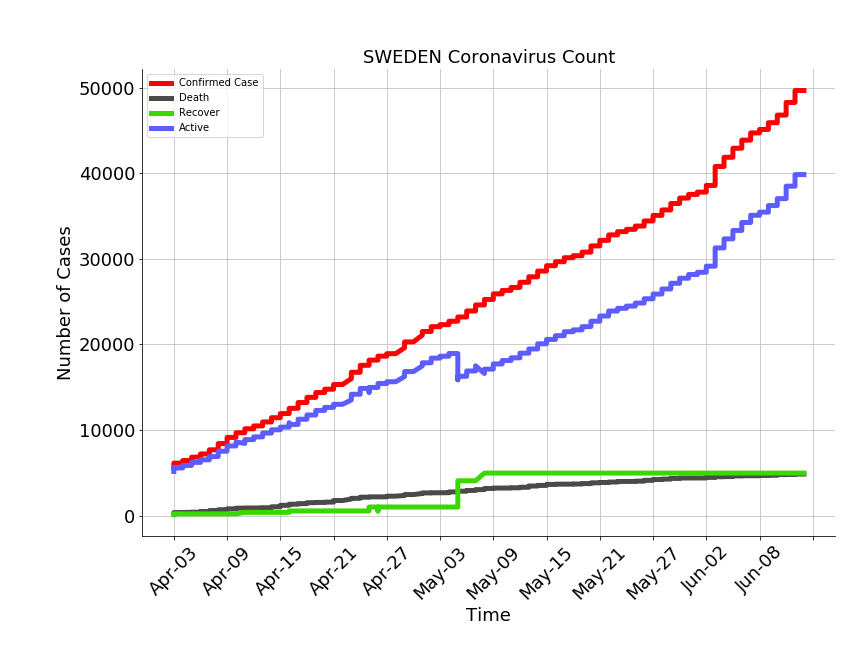 SWEDEN Coronavirus Count
Confirmed Case
Death
Recover
Active
50000
40000
30000
20000
10000
0
Number of Cases
Apr-03
Apr-09
Apr-15
Apr-21
Apr-27
May-03
May-09
May-15
May-21
May-27
Jun-02
Jun-08
Time